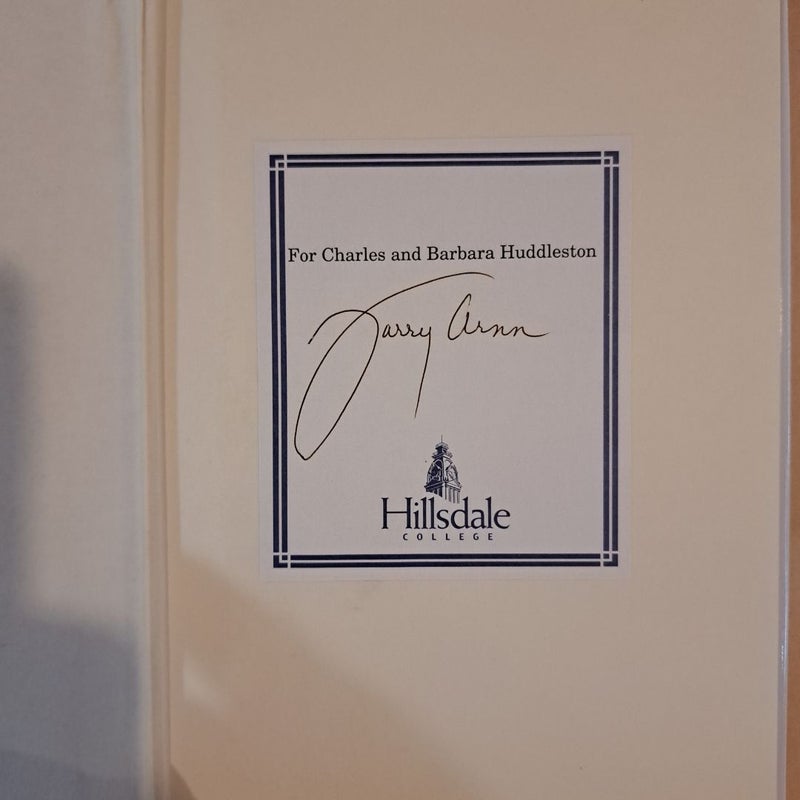 For Charles and Barbara Huddleston
Larry Arnn
Hillsdale
COLLEGE